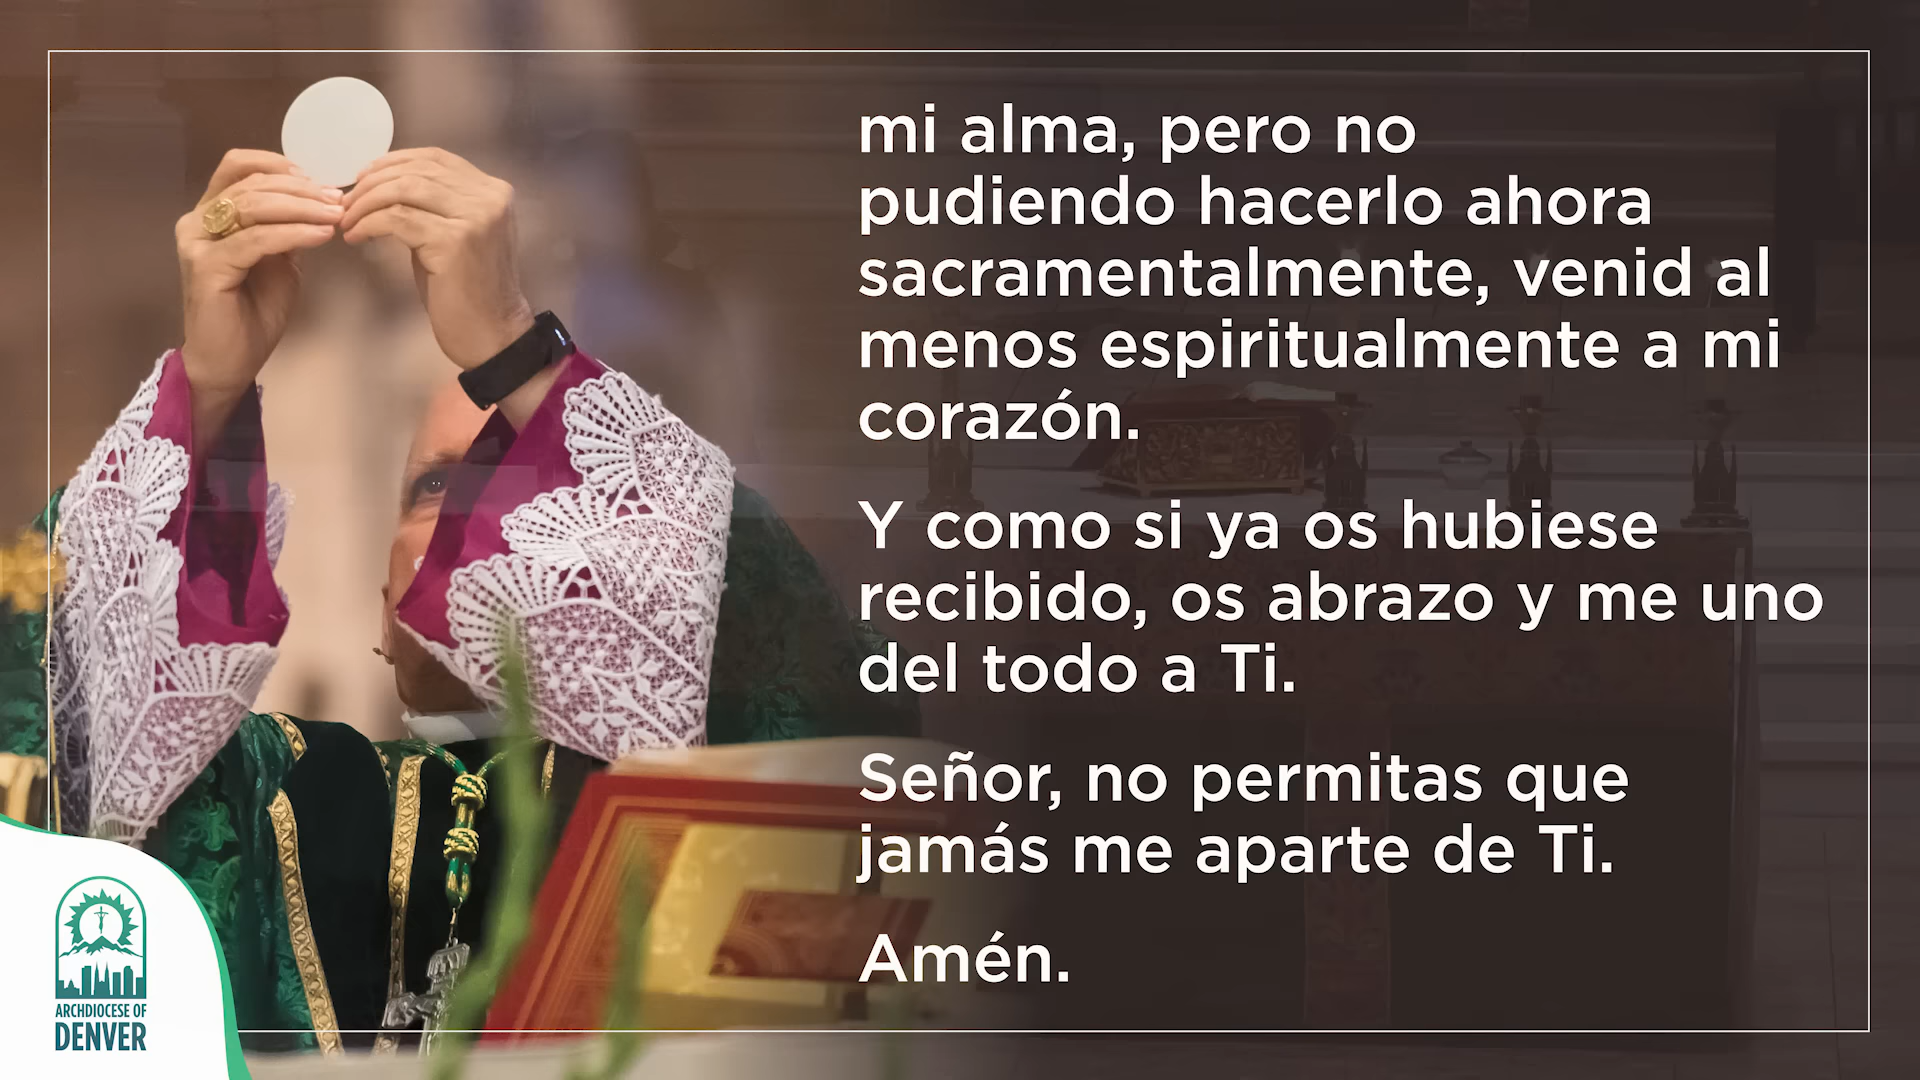 mi alma, pero no
pudiendo hacerlo ahora
sacramentalmente, venid al
menos espiritualmente a mi
corazón.
Y como si ya os hubiese
recibido, os abrazo y me uno
del todo a Ti.
Señor, no permitas que
jamás me aparte de Ti.
Amén.
ARCHDIOCESE OF
DENVER